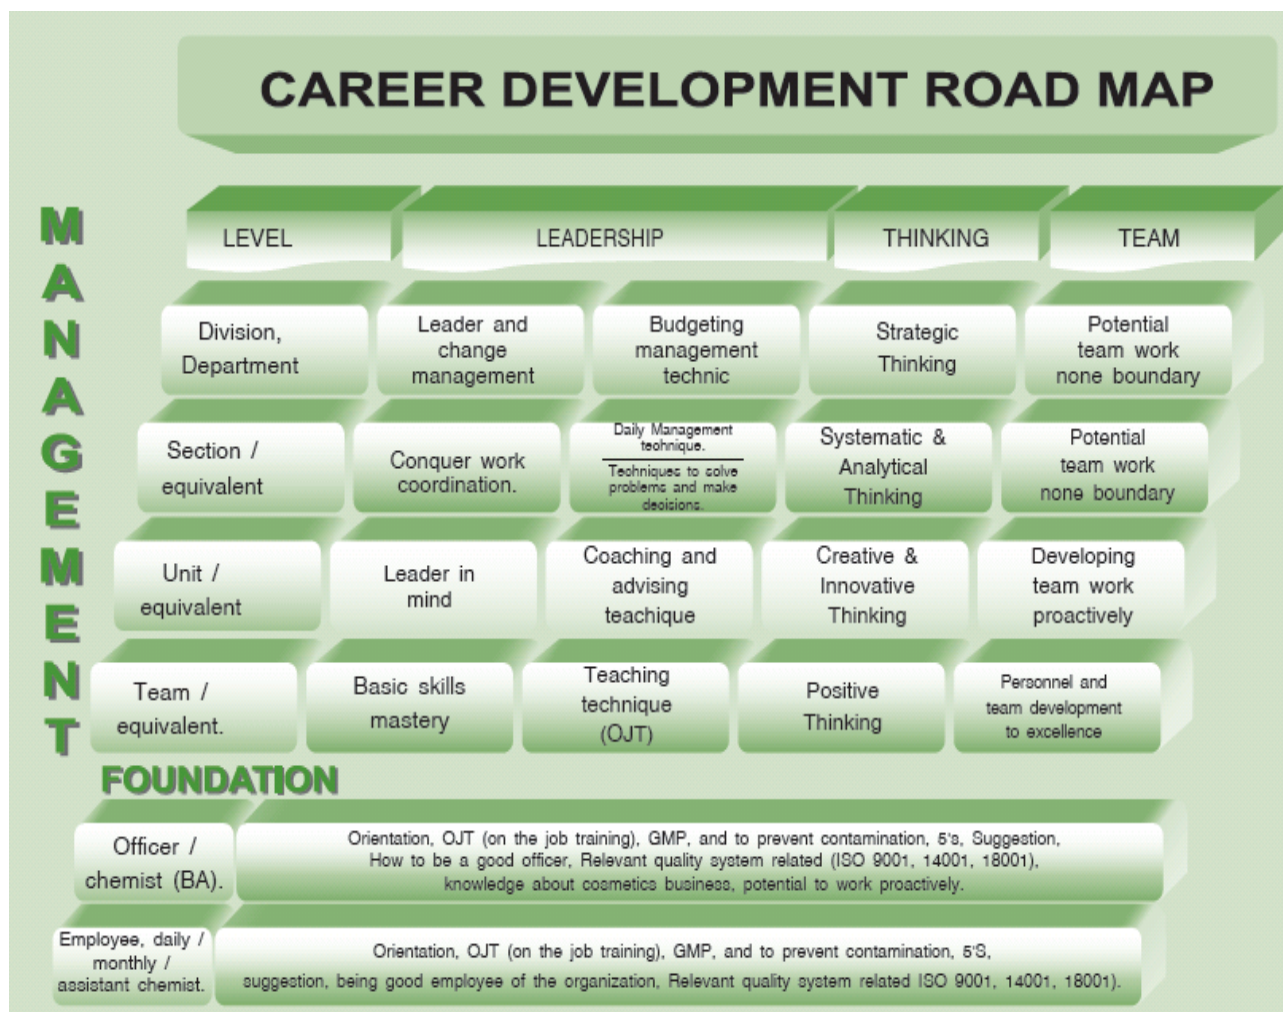 CAREER DEVELOPMENT ROAD MAP
MANAGEMENT
LEVEL
LEADERSHIP
THINKING
TEAM
Division,
Department
Leader and
change
management
Budgeting
management
technic
Strategic
Thinking
Potential
team work
none boundary
Section /
equivalent
Conquer work
coordination.
Daily Management
technique.
Techniques to solve
problems and make
decisions.
Systematic &
Analytical
Thinking
Potential
team work
none boundary
Unit /
equivalent
Leader in
mind
Coaching and
advising
teachique
Creative &
Innovative
Thinking
Developing
team work
proactively
Team /
equivalent.
Basic skills
mastery
Teaching
technique
(OJT)
Positive
Thinking
Personnel and
team development
to excellence
FOUNDATION
Officer /
chemist (BA).
Orientation, OJT (on the job training), GMP, and to prevent contamination, 5's, Suggestion,
How to be a good officer, Relevant quality system related (ISO 9001, 14001, 18001),
knowledge about cosmetics business, potential to work proactively.
Employee, daily /
monthly /
assistant chemist.
Orientation, OJT (on the job training), GMP, and to prevent contamination, 5'S,
suggestion, being good employee of the organization, Relevant quality system related ISO 9001, 14001, 18001).